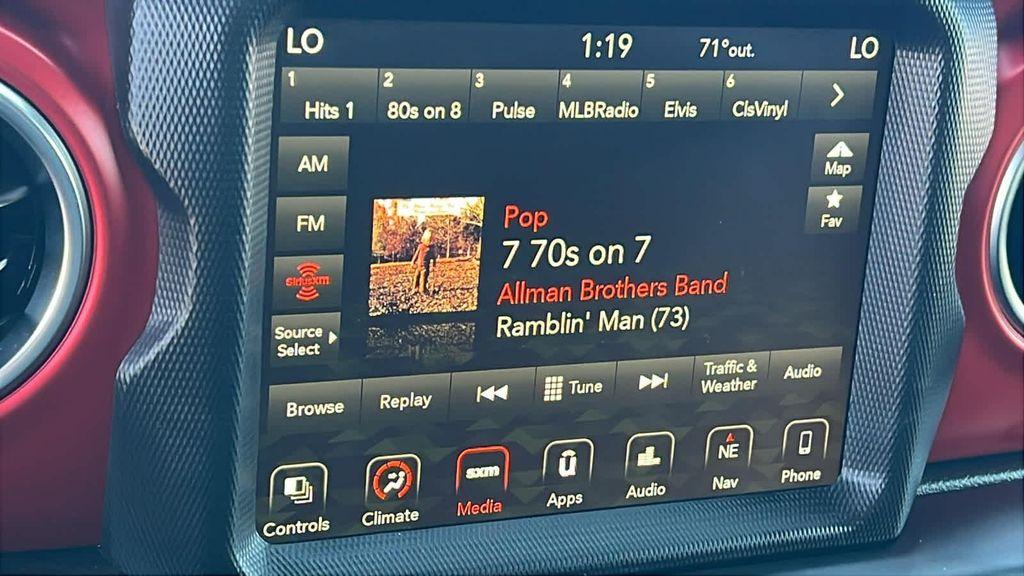 LO 1:19 71°out. LO
1 Hits 1 2 80s on 8 3 Pulse 4 MLBRadio 5 Elvis 6 ClsVinyl
AM
Map
FM
Fav
Pop
7 70s on 7
siriusxm
Allman Brothers Band
Ramblin' Man (73)
Source
Select
Browse Replay Tune Traffic &
Weather Audio
Controls Climate sxm Media Apps Audio NE Nav Phone